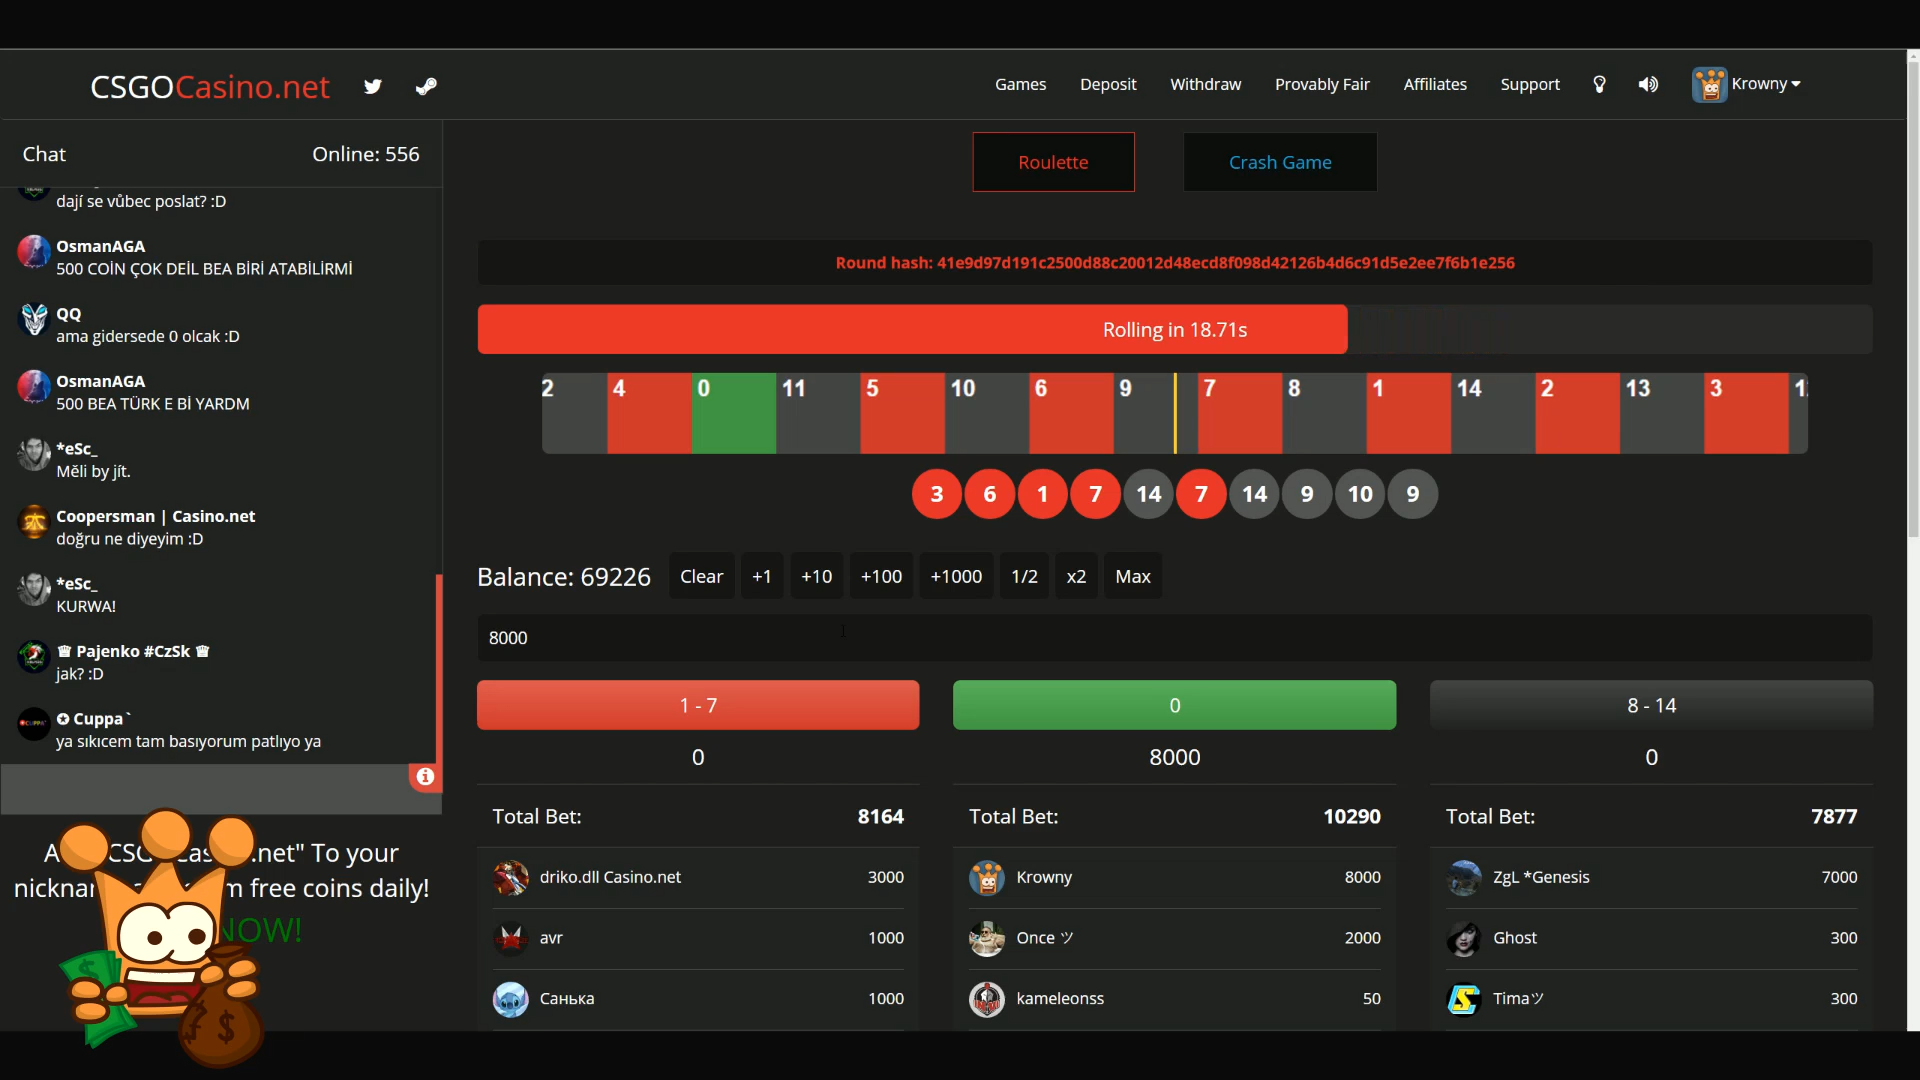 CSGOCasino.net
Games Deposit Withdraw Provably Fair Affiliates Support Krowny
Chat Online: 556
dají se vůbec poslat? :D
OsmanAGA
500 COİN ÇOK DEİL BEA BİRİ ATABİLİRMİ
QQ
ama gidersede 0 olcak :D
OsmanAGA
500 BEA TÜRK E Bİ YARDM
*eSc_
Měli by jít.
Coopersman | Casino.net
doğru ne diyeyim :D
*eSc_
KURWA!
♕ Pajenko #CzSk ♕
jak? :D
✪ Cuppa`
ya sıkıcem tam basıyorum patlıyo ya
.net" To your
free coins daily!
NOW!
Roulette Crash Game
Round hash: 41e9d97d191c2500d88c20012d48ecd8f098d42126b4d6c91d5e2ee7f6b1e256
Rolling in 18.71s
2 4 0 11 5 10 6 9 7 8 1 14 2 13 3
3 6 1 7 14 7 14 9 10 9
Balance: 69226 Clear +1 +10 +100 +1000 1/2 x2 Max
8000
1 - 7 0 8 - 14
0 8000 0
Total Bet: 8164 Total Bet: 10290 Total Bet: 7877
driko.dll Casino.net 3000 Krowny 8000 ZgL *Genesis 7000
avr 1000 Once ツ 2000 Ghost 300
Санька 1000 kameleonss 50 Timaツ 300